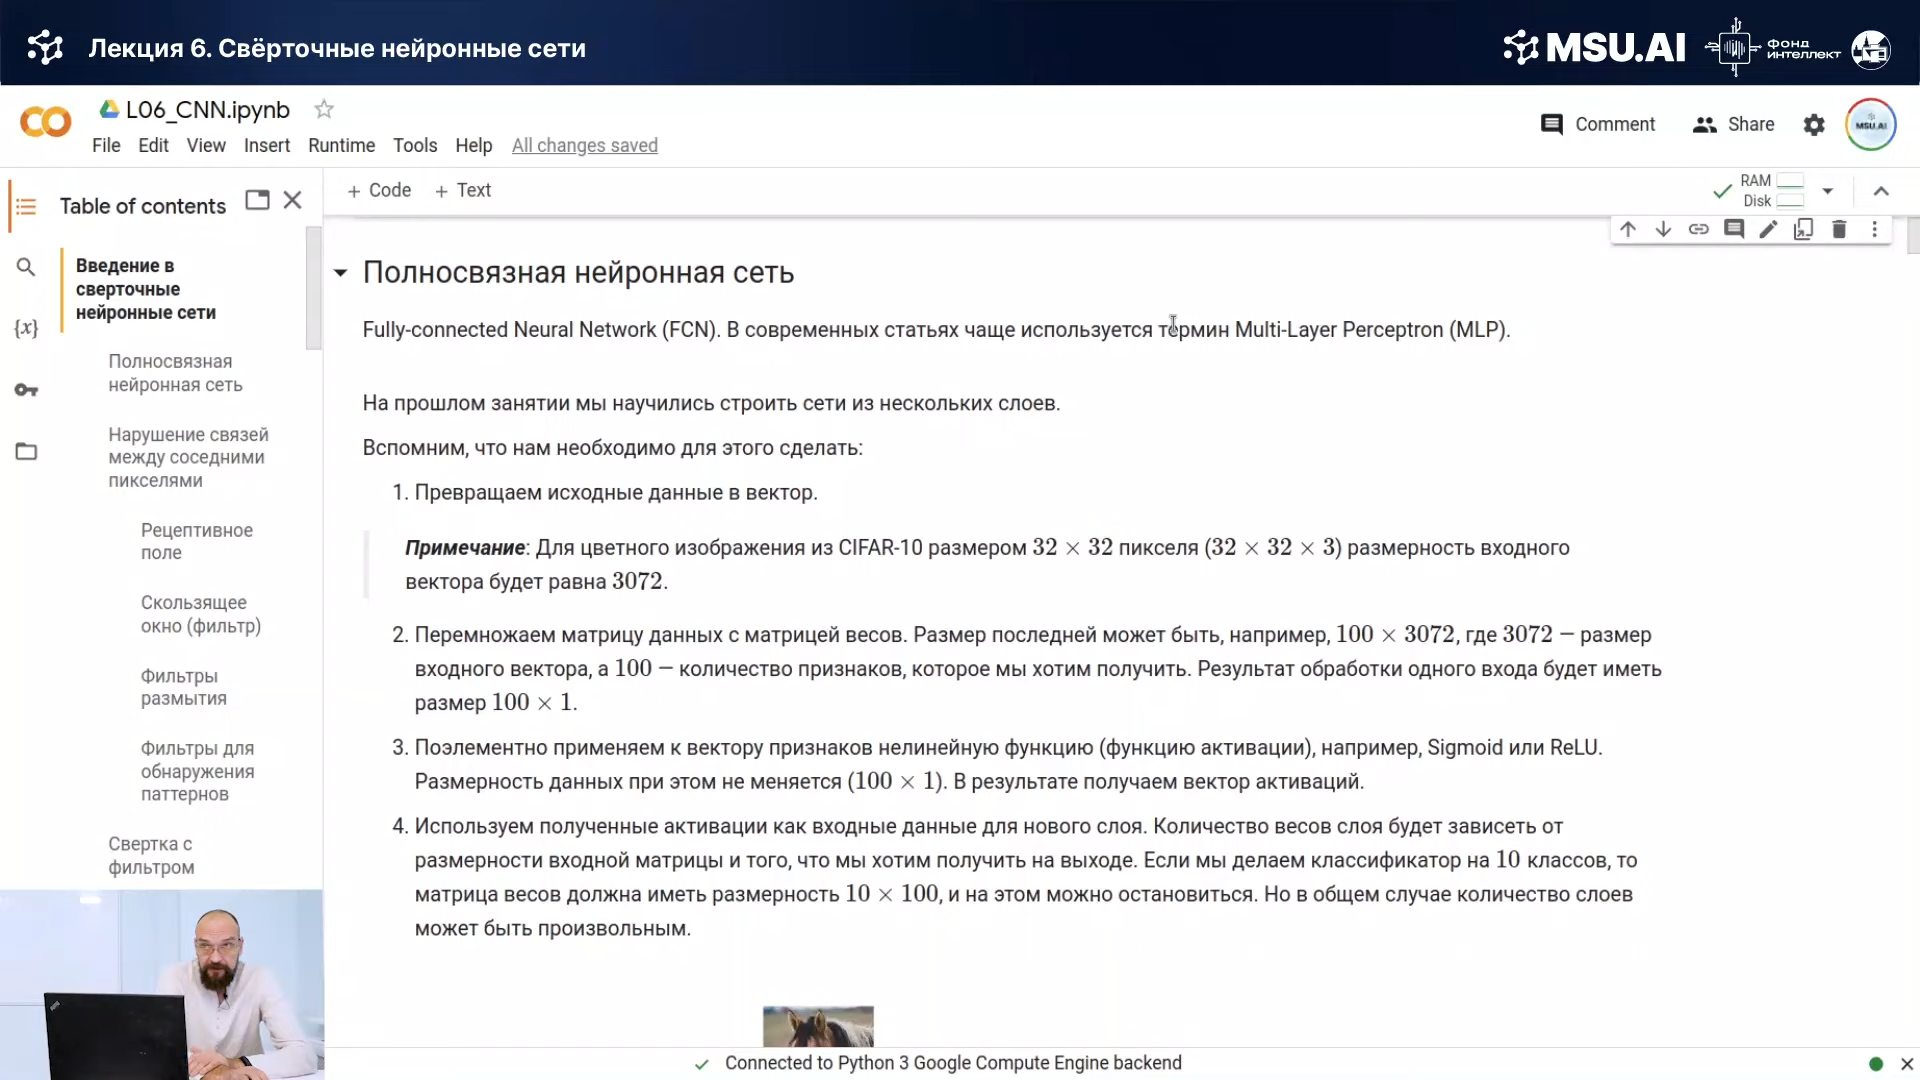 Лекция 6. Свёрточные нейронные сети
MSU.AI
ФОНД
ИНТЕЛЛЕКТ
L06_CNN.ipynb
File Edit View Insert Runtime Tools Help All changes saved
Comment
Share
MSU.AI
Table of contents
+ Code + Text
RAM
Disk
Введение в
сверточные
нейронные сети
Полносвязная
нейронная сеть
Нарушение связей
между соседними
пикселями
Рецептивное
поле
Скользящее
окно (фильтр)
Фильтры
размытия
Фильтры для
обнаружения
паттернов
Свертка с
фильтром
{x}
Полносвязная нейронная сеть
Fully-connected Neural Network (FCN). В современных статьях чаще используется термин Multi-Layer Perceptron (MLP).
На прошлом занятии мы научились строить сети из нескольких слоев.
Вспомним, что нам необходимо для этого сделать:
1. Превращаем исходные данные в вектор.
Примечание: Для цветного изображения из CIFAR-10 размером 32 × 32 пикселя (32 × 32 × 3) размерность входного
вектора будет равна 3072.
2. Перемножаем матрицу данных с матрицей весов. Размер последней может быть, например, 100 × 3072, где 3072 — размер
входного вектора, а 100 — количество признаков, которое мы хотим получить. Результат обработки одного входа будет иметь
размер 100 × 1.
3. Поэлементно применяем к вектору признаков нелинейную функцию (функцию активации), например, Sigmoid или ReLU.
Размерность данных при этом не меняется (100 × 1). В результате получаем вектор активаций.
4. Используем полученные активации как входные данные для нового слоя. Количество весов слоя будет зависеть от
размерности входной матрицы и того, что мы хотим получить на выходе. Если мы делаем классификатор на 10 классов, то
матрица весов должна иметь размерность 10 × 100, и на этом можно остановиться. Но в общем случае количество слоев
может быть произвольным.
Connected to Python 3 Google Compute Engine backend